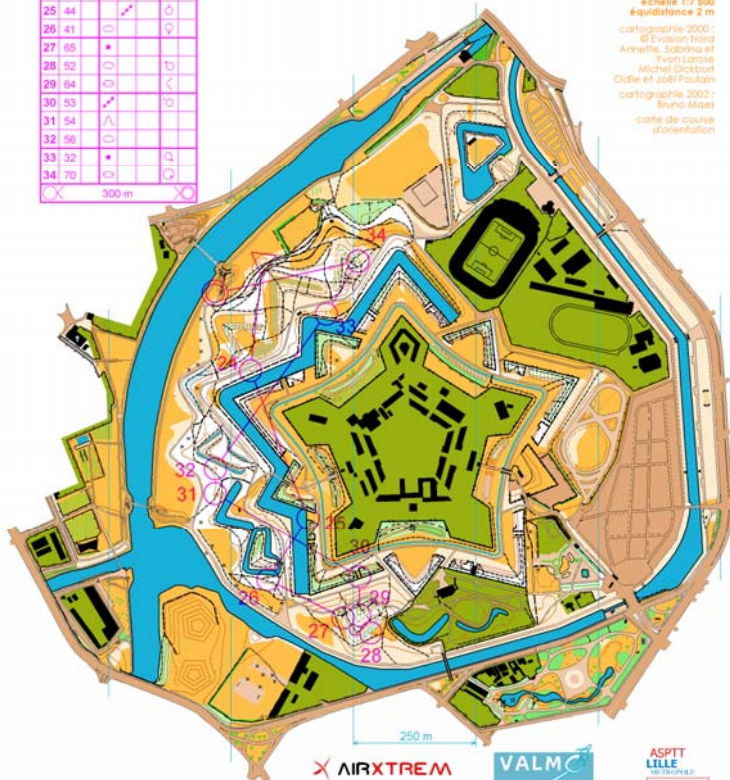 échelle 1:7 500
équidistance 2 m
cartographie 2000 :
© Evasion Nord
Annette, Sabrina et
Yvon Larose
Michel Dickburt
Odile et Joël Poulain
cartographie 2002 :
Bruno Maes
carte de course
d'orientation
25 44
26 41
27 65
28 52
29 64
30 53
31 54
32 56
33 32
34 70
300 m
34
33
24
32
31
25
30
26
29
27
28
250 m
AIRXTREM
VALMO
ASPTT
LILLE
METROPOLE